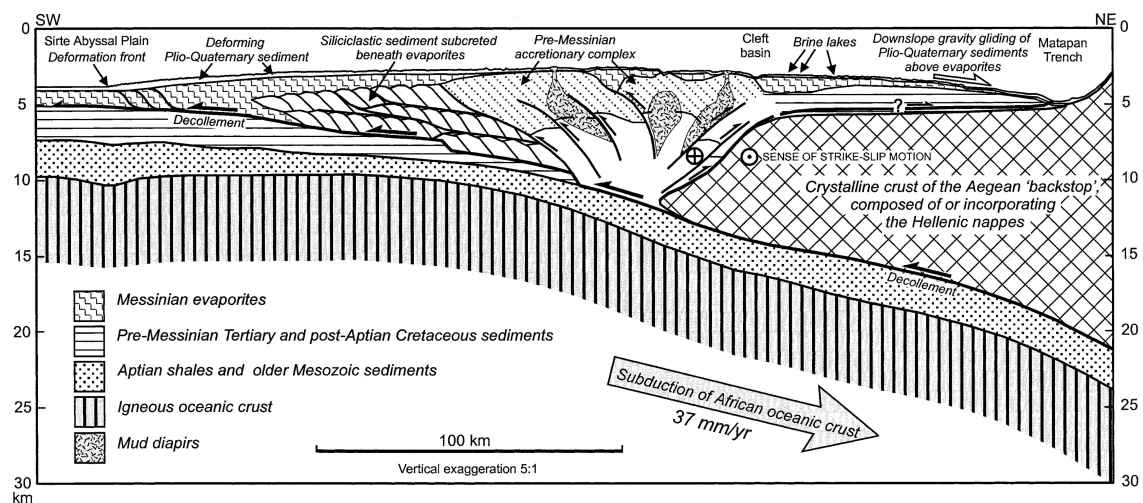 SW
NE
0
0
Sirte Abyssal Plain
Deformation front
Deforming
Plio-Quaternary sediment
Siliciclastic sediment subcreted
beneath evaporites
Pre-Messinian
accretionary complex
Cleft
basin
Brine lakes
Downslope gravity gliding of
Plio-Quaternary sediments
above evaporites
Matapan
Trench
5
5
Decollement
?
SENSE OF STRIKE-SLIP MOTION
10
10
Crystalline crust of the Aegean 'backstop',
composed of or incorporating
the Hellenic nappes
15
15
Decollement
Messinian evaporites
Pre-Messinian Tertiary and post-Aptian Cretaceous sediments
20
20
Aptian shales and older Mesozoic sediments
Igneous oceanic crust
Subduction of African oceanic crust
37 mm/yr
25
25
Mud diapirs
100 km
Vertical exaggeration 5:1
30
30
km